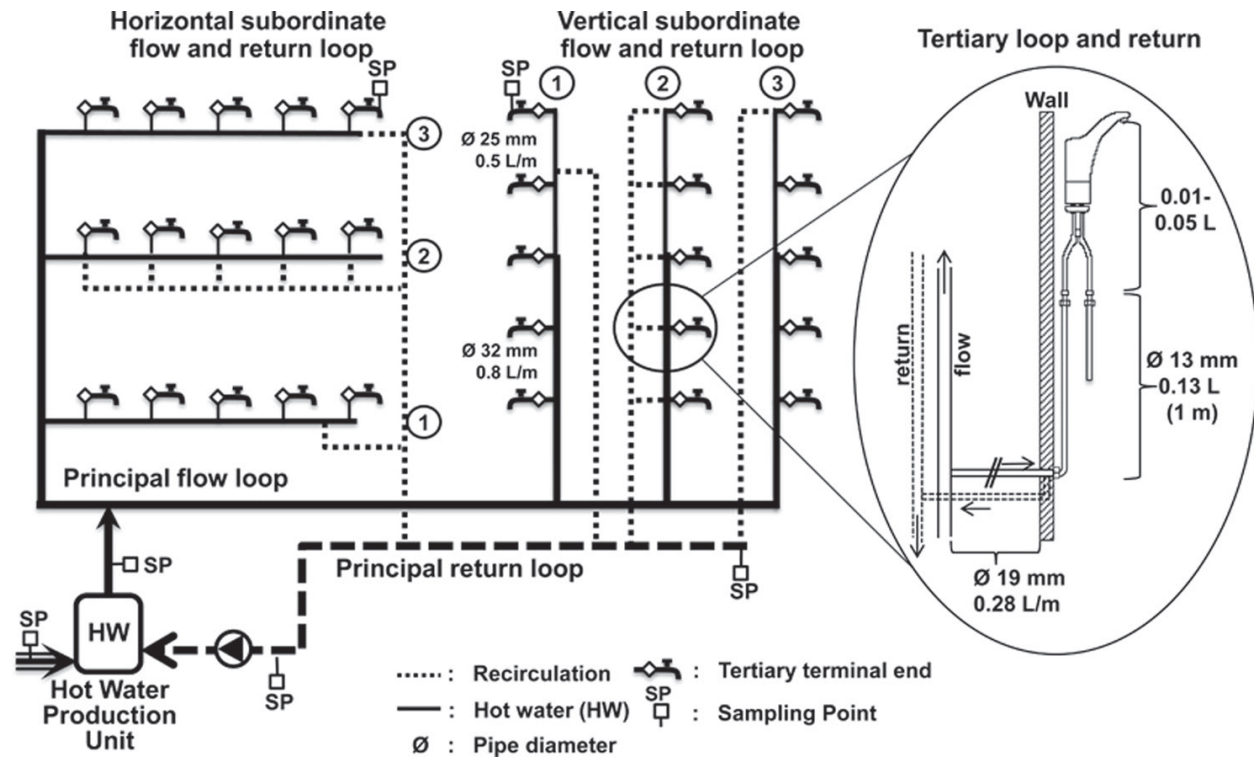 Horizontal subordinate
flow and return loop
SP
3
2
1
Vertical subordinate
flow and return loop
SP
1
2
3
Ø 25 mm
0.5 L/m
Ø 32 mm
0.8 L/m
Tertiary loop and return
Wall
0.01-
0.05 L
return
flow
Ø 13 mm
0.13 L
(1 m)
Ø 19 mm
0.28 L/m
Principal flow loop
SP
Principal return loop
SP
SP
HW
SP
Hot Water
Production
Unit
: Recirculation
: Hot water (HW)
Ø : Pipe diameter
: Tertiary terminal end
SP
: Sampling Point